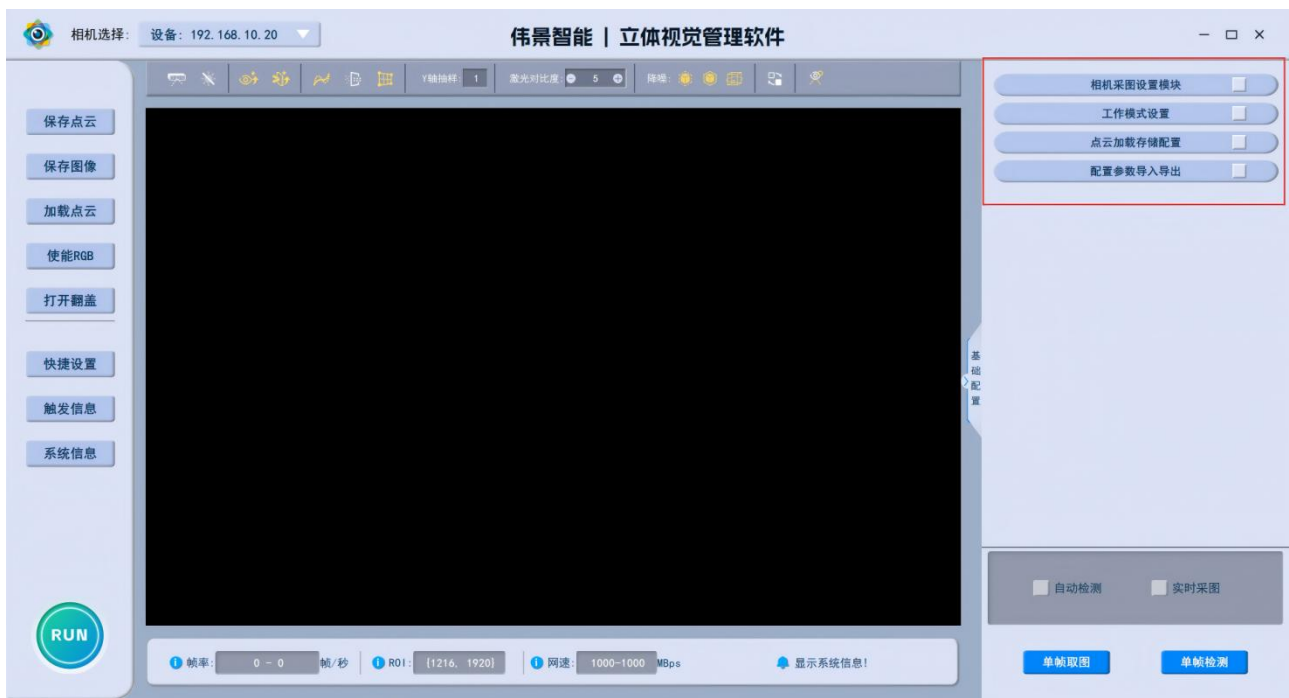 相机选择: 设备: 192.168.10.20 伟景智能 | 立体视觉管理软件
Y轴抽样: 1 激光对比度: 5 降噪:
保存点云
保存图像
加载点云
使能RGB
打开翻盖
快捷设置
触发信息
系统信息
RUN
相机采图设置模块
工作模式设置
点云加载存储配置
配置参数导入导出
基础配置
自动检测 实时采图
单帧取图 单帧检测
帧率: 0 - 0 帧/秒 ROI: [1216, 1920] 网速: 1000-1000 MBps 显示系统信息!